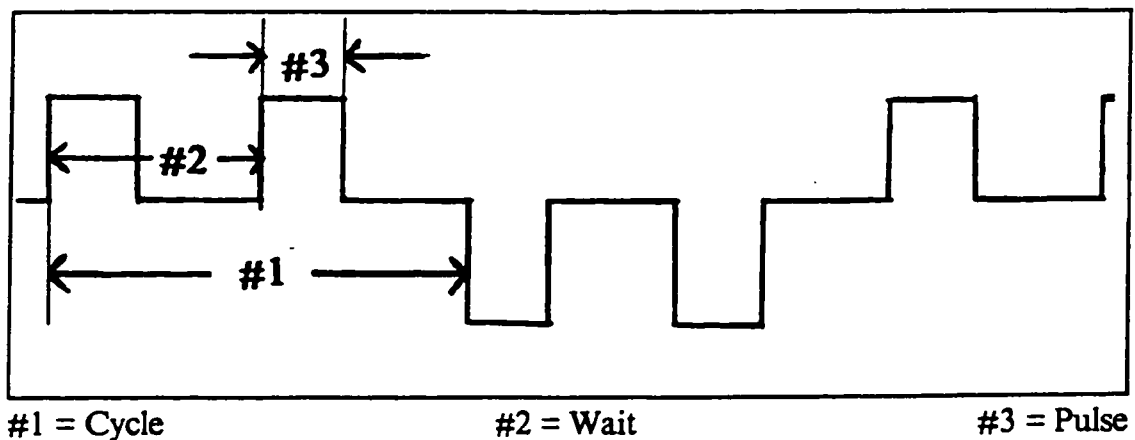 #3
#2
#1
#1 = Cycle #2 = Wait #3 = Pulse